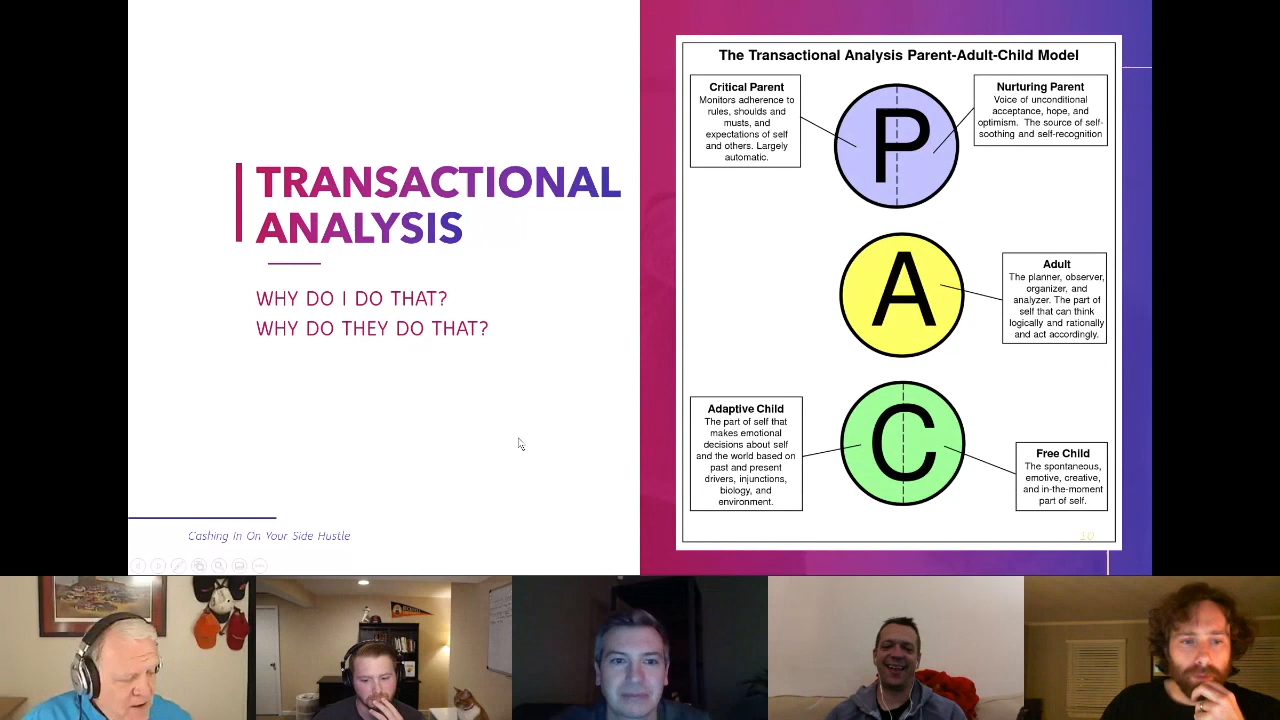 TRANSACTIONAL
ANALYSIS
WHY DO I DO THAT?
WHY DO THEY DO THAT?
Cashing In On Your Side Hustle
The Transactional Analysis Parent-Adult-Child Model
Critical Parent
Monitors adherence to
rules, shoulds and
musts, and
expectations of self
and others. Largely
automatic.
P
Nurturing Parent
Voice of unconditional
acceptance, hope, and
optimism. The source of self-
soothing and self-recognition
A
Adult
The planner, observer,
organizer, and
analyzer. The part of
self that can think
logically and rationally
and act accordingly.
Adaptive Child
The part of self that
makes emotional
decisions about self
and the world based on
past and present
drivers, injunctions,
biology, and
environment.
C
Free Child
The spontaneous,
emotive, creative,
and in-the-moment
part of self.
10